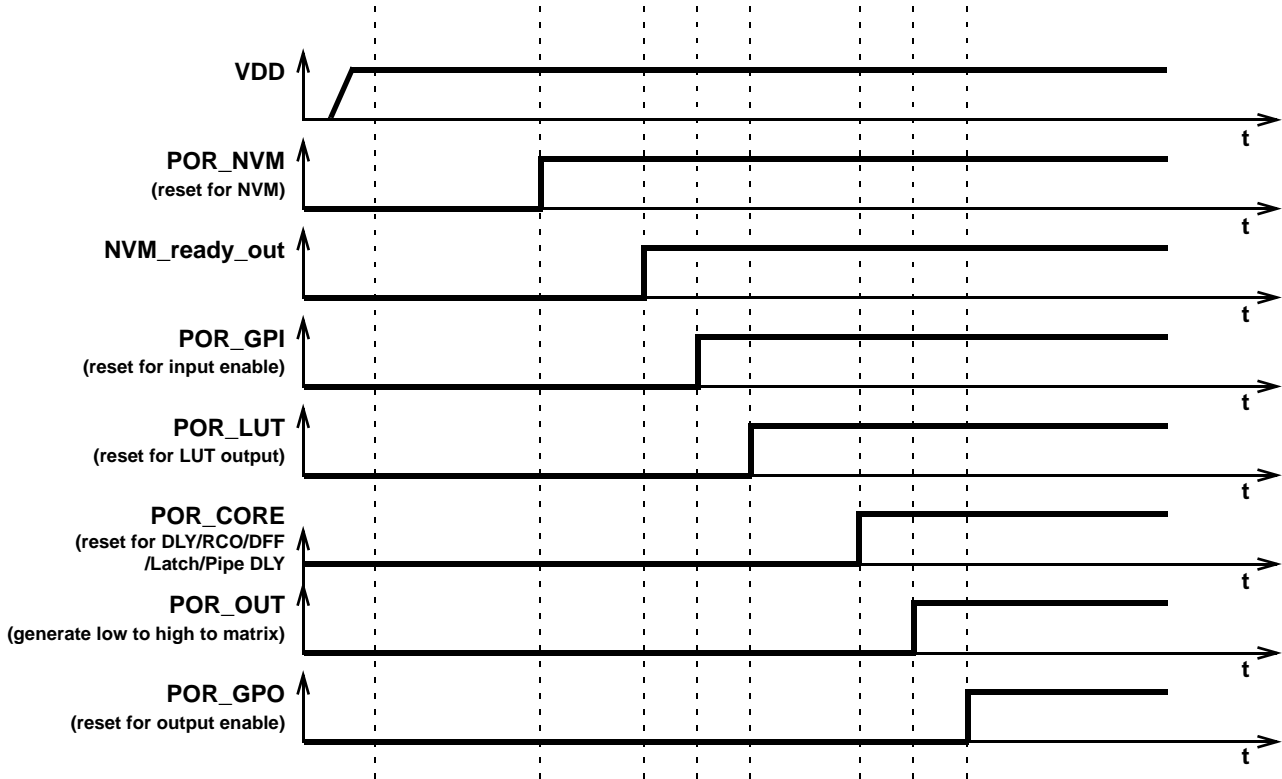 VDD
t
POR_NVM
(reset for NVM)
t
NVM_ready_out
t
POR_GPI
(reset for input enable)
t
POR_LUT
(reset for LUT output)
t
POR_CORE
(reset for DLY/RCO/DFF
/Latch/Pipe DLY
t
POR_OUT
(generate low to high to matrix)
t
POR_GPO
(reset for output enable)
t